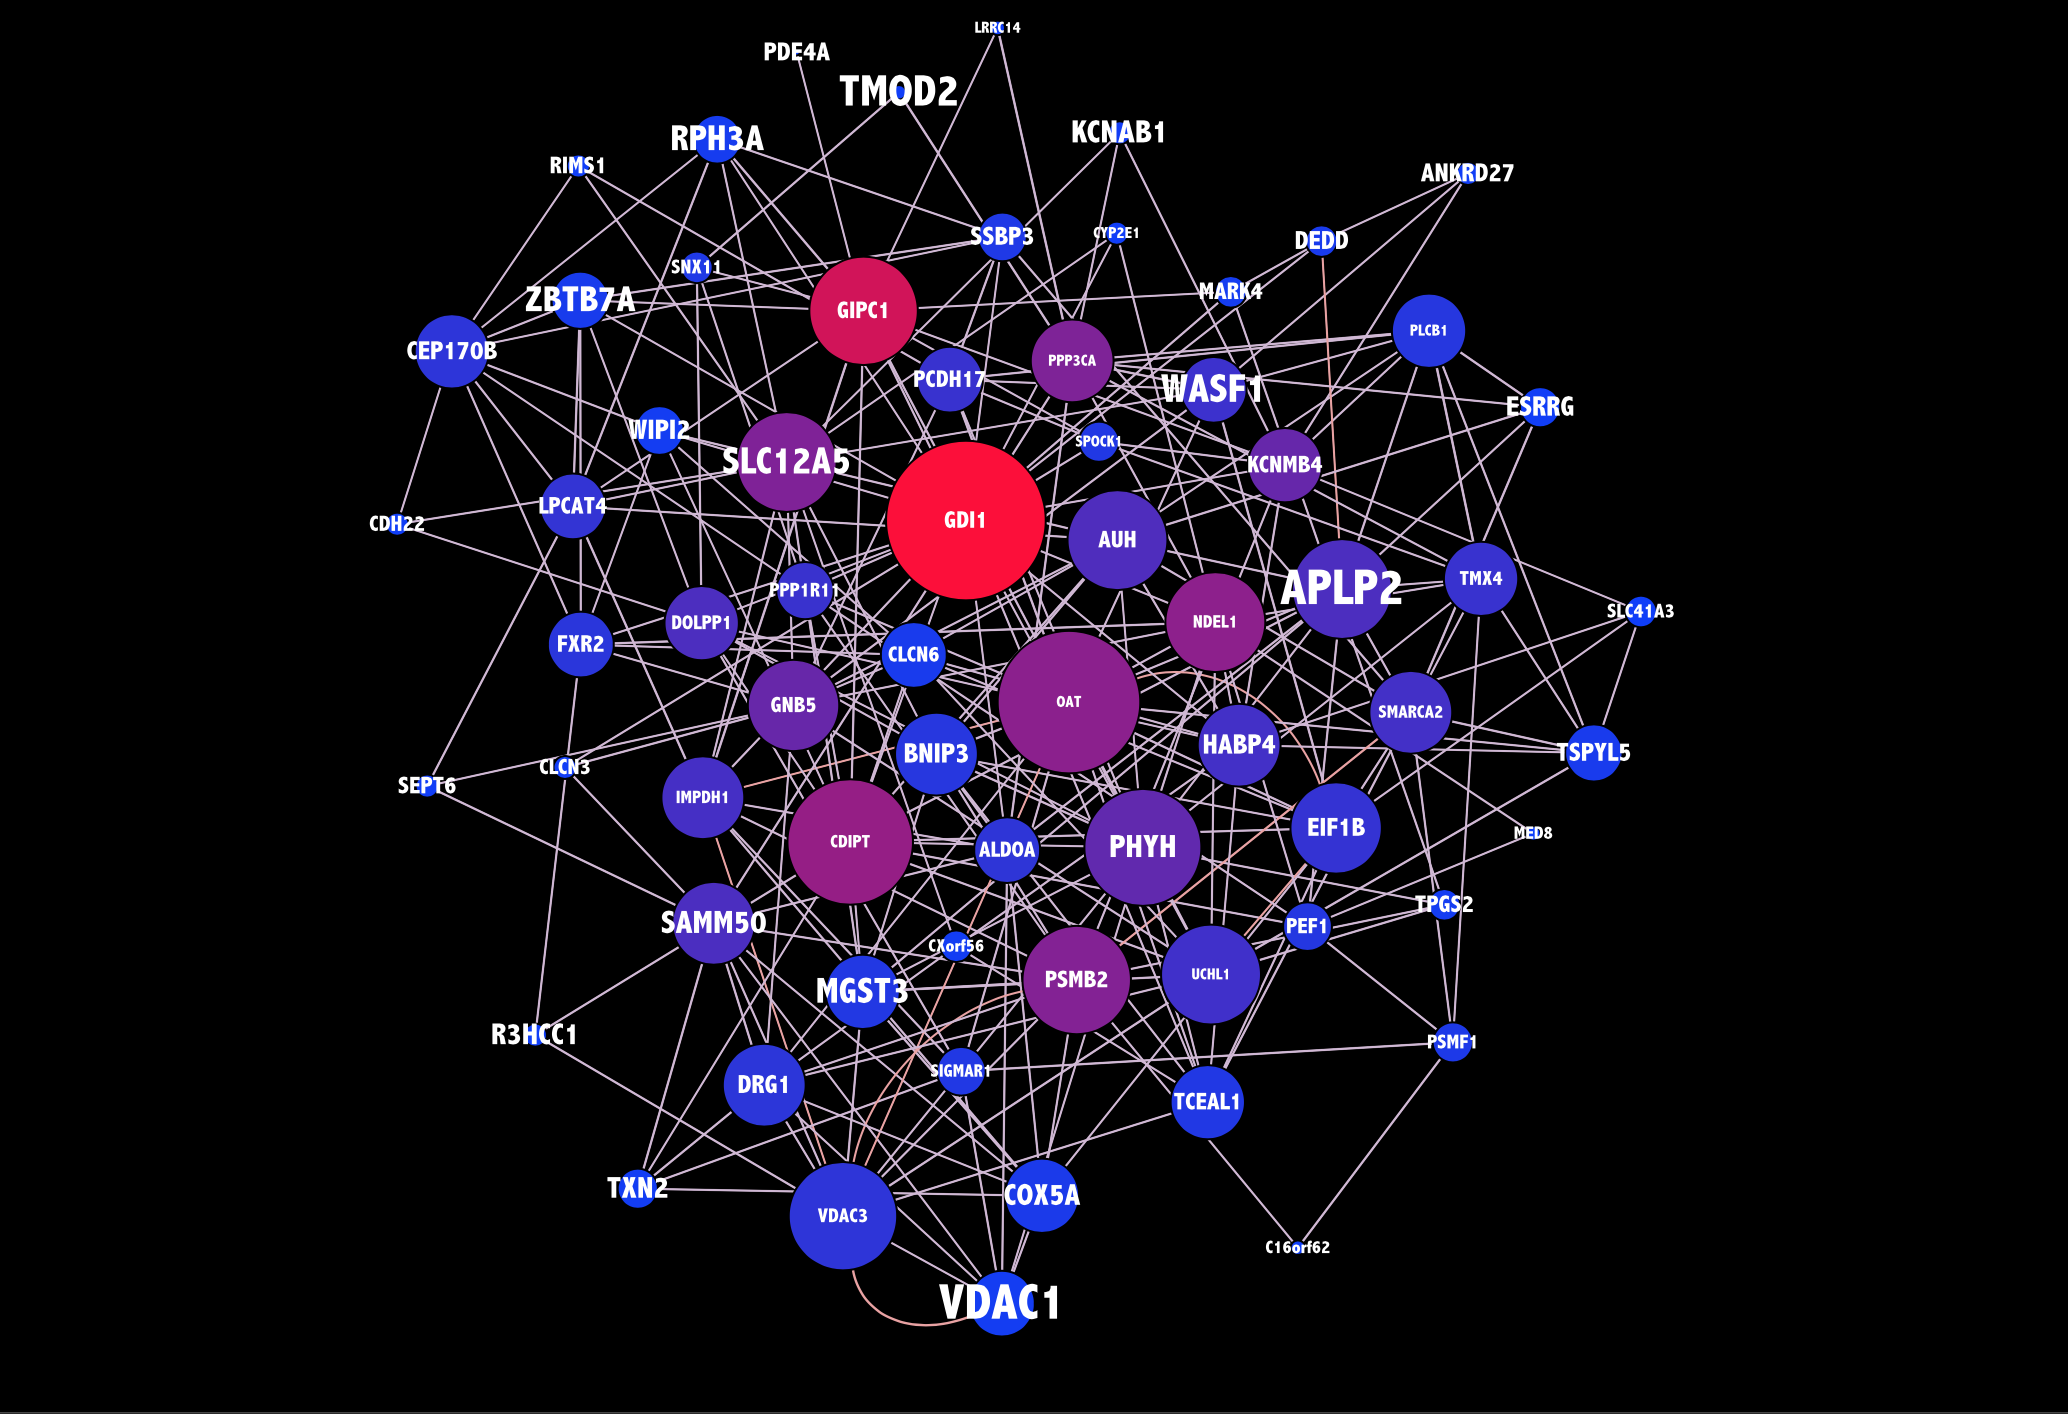 LRRC14
PDE4A
TMOD2
KCNAB1
RPH3A
RIMS1
ANKRD27
SSBP3
CYP2E1
DEDD
SNX11
ZBTB7A
MARK4
GIPC1
PLCB1
CEP170B
PPP3CA
PCDH17
WASF1
ESRRG
WIPI2
SPOCK1
SLC12A5
KCNMB4
LPCAT4
GDI1
CDH22
AUH
TMX4
PPP1R11
APLP2
SLC41A3
DOLPP1
NDEL1
FXR2
CLCN6
OAT
GNB5
SMARCA2
HABP4
BNIP3
TSPYL5
CLCN3
SEPT6
IMPDH1
EIF1B
MED8
CDIPT
ALDOA
PHYH
TPGS2
SAMM50
PEF1
CXorf56
UCHL1
PSMB2
MGST3
R3HCC1
PSMF1
SIGMAR1
DRG1
TCEAL1
TXN2
COX5A
VDAC3
C16orf62
VDAC1